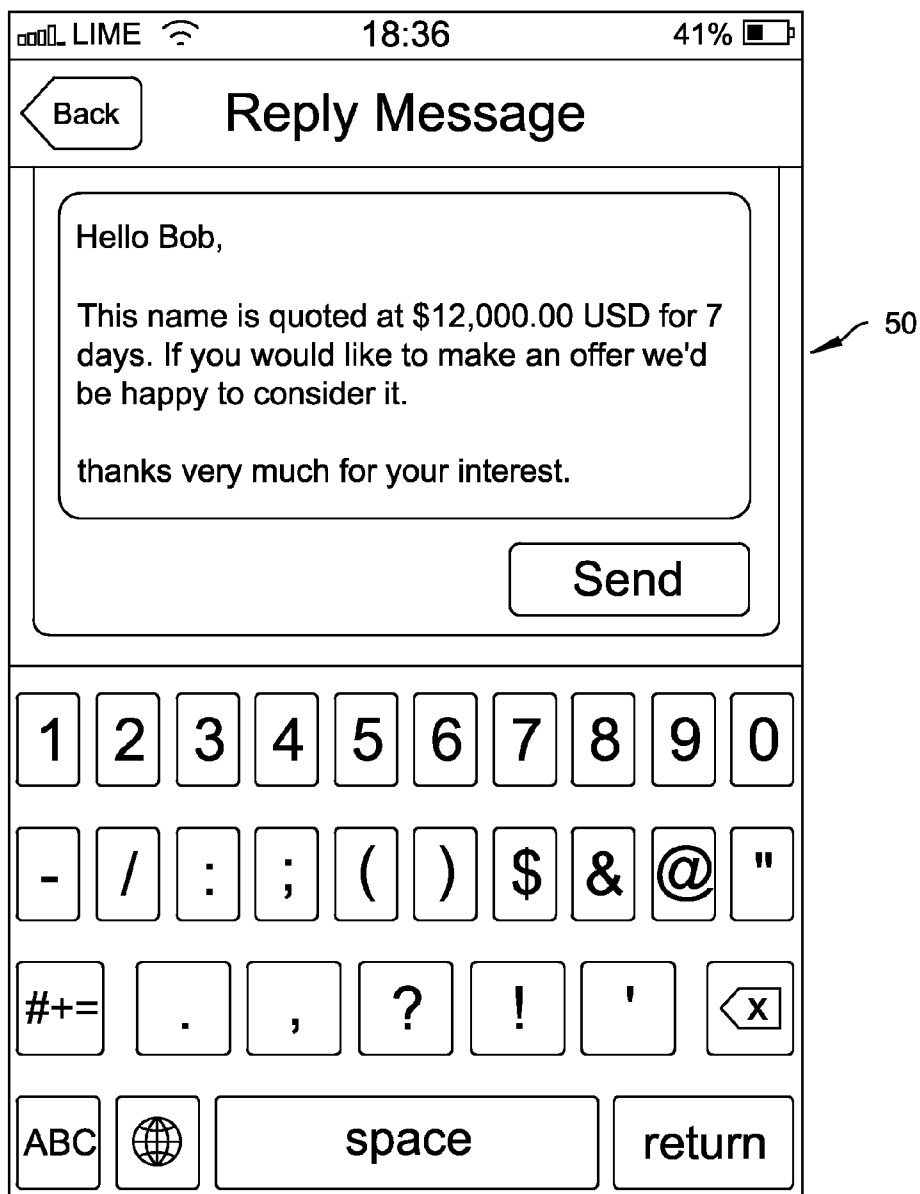 LIME 18:36 41%
Back Reply Message
Hello Bob,
This name is quoted at $12,000.00 USD for 7
days. If you would like to make an offer we'd
be happy to consider it.
thanks very much for your interest.
50
Send
1 2 3 4 5 6 7 8 9 0
- / : ; ( ) $ & @ "
#+= . , ? ! ' x
ABC space return